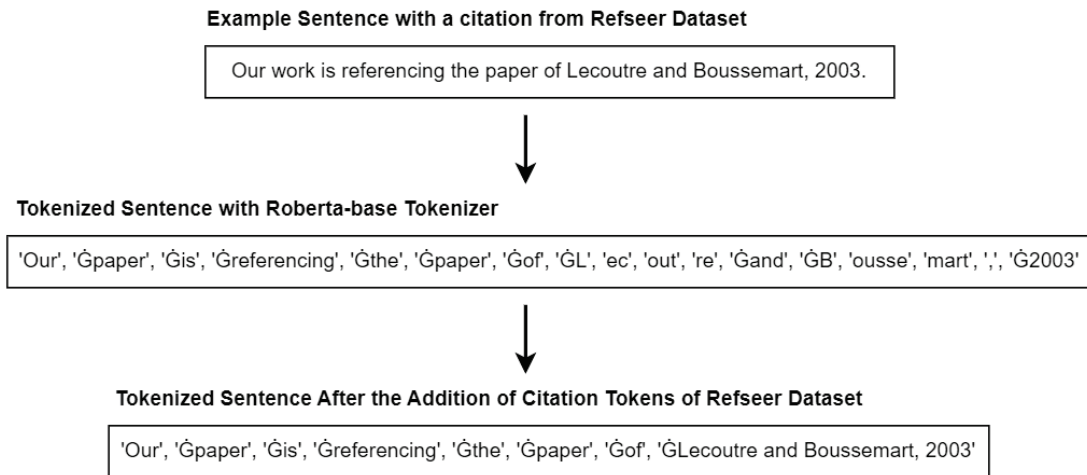 Example Sentence with a citation from Refseer Dataset
Our work is referencing the paper of Lecoutre and Boussemart, 2003.
Tokenized Sentence with Roberta-base Tokenizer
'Our', 'Ġpaper', 'Ġis', 'Ġreferencing', 'Ġthe', 'Ġpaper', 'Ġof', 'ĠL', 'ec', 'out', 're', 'Ġand', 'ĠB', 'ousse', 'mart', ',', 'Ġ2003'
Tokenized Sentence After the Addition of Citation Tokens of Refseer Dataset
'Our', 'Ġpaper', 'Ġis', 'Ġreferencing', 'Ġthe', 'Ġpaper', 'Ġof', 'ĠLecoutre and Boussemart, 2003'